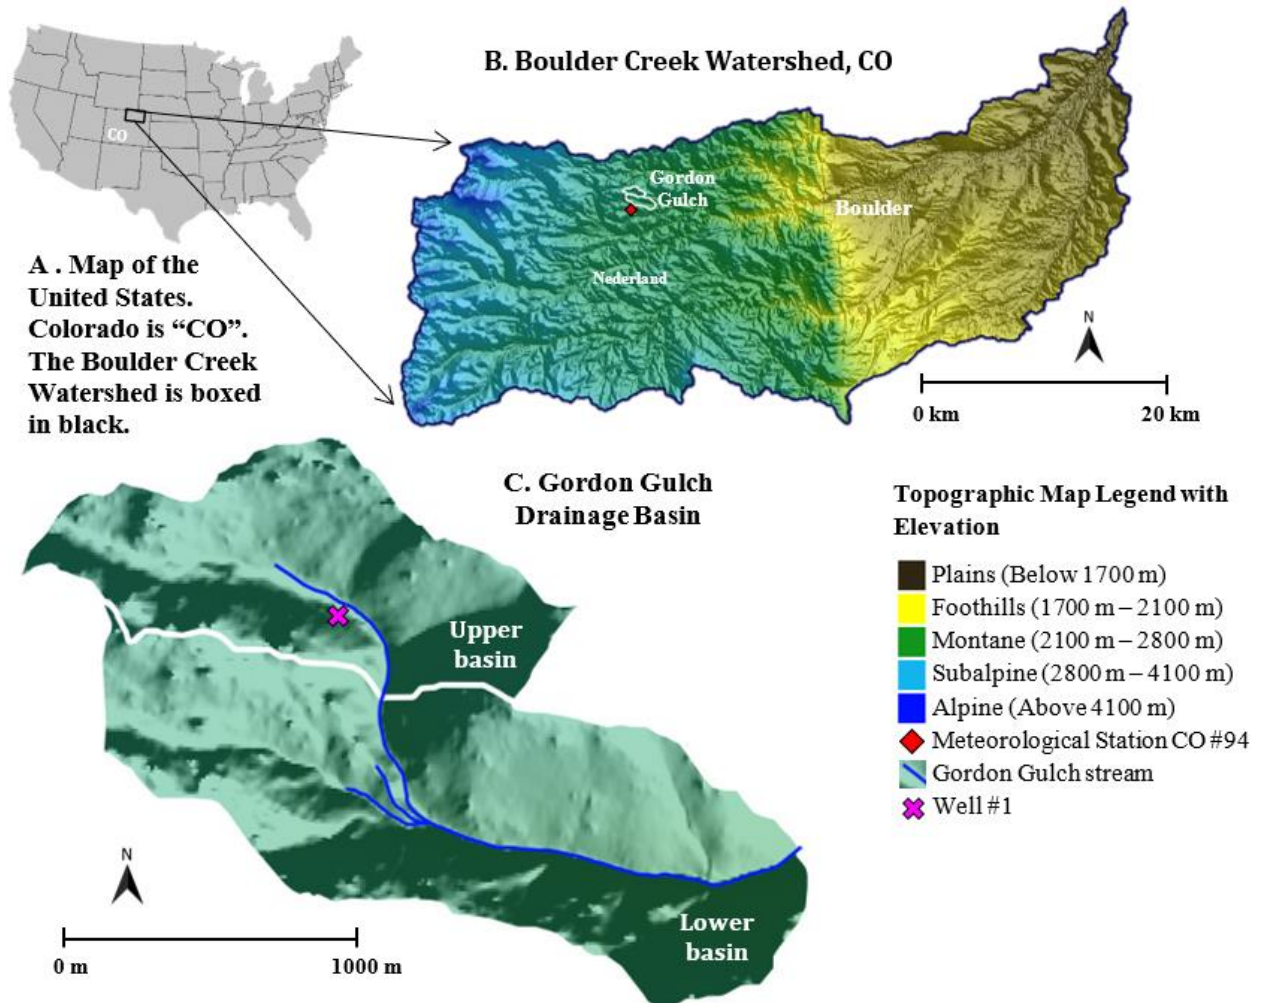 B. Boulder Creek Watershed, CO
CO
Gordon
Gulch
Boulder
Nederland
A . Map of the
United States.
Colorado is “CO”.
The Boulder Creek
Watershed is boxed
in black.
N
0 km 20 km
C. Gordon Gulch
Drainage Basin
Upper
basin
Lower
basin
N
0 m 1000 m
Topographic Map Legend with
Elevation
Plains (Below 1700 m)
Foothills (1700 m – 2100 m)
Montane (2100 m – 2800 m)
Subalpine (2800 m – 4100 m)
Alpine (Above 4100 m)
Meteorological Station CO #94
Gordon Gulch stream
Well #1